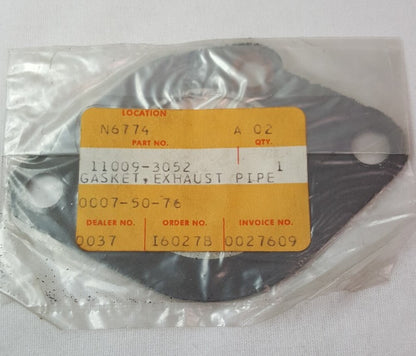 LOCATION
N6774 A 02
PART NO. QTY.
11009-3052 1
GASKET, EXHAUST PIPE
0007-50-76
DEALER NO. ORDER NO. INVOICE NO.
0037 I60278 0027609